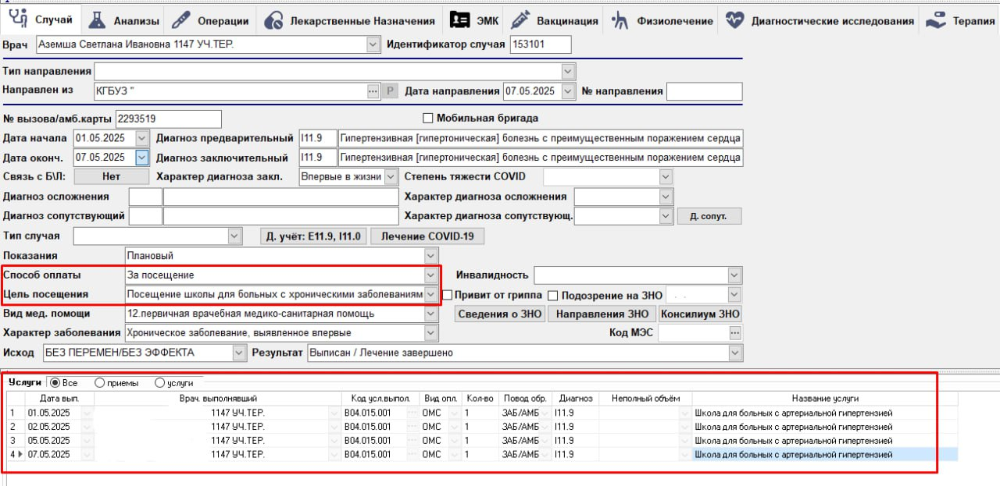 Случай Анализы Операции Лекарственные Назначения ЭМК Вакцинация Физиолечение Диагностические исследования Терапия
Врач Аземша Светлана Ивановна 1147 УЧ.ТЕР. Идентификатор случая 153101
Тип направления
Направлен из КГБУЗ " ... Р Дата направления 07.05.2025 № направления
№ вызова/амб.карты 2293519 Мобильная бригада
Дата начала 01.05.2025 Диагноз предварительный I11.9 Гипертензивная [гипертоническая] болезнь с преимущественным поражением сердца
Дата оконч. 07.05.2025 Диагноз заключительный I11.9 Гипертензивная [гипертоническая] болезнь с преимущественным поражением сердца
Связь с Б\Л: Нет Характер диагноза закл. Впервые в жизни Степень тяжести COVID
Диагноз осложнения Характер диагноза осложнения
Диагноз сопутствующий Характер диагноза сопутствующ. Д. сопут.
Тип случая Д. учёт: E11.9, I11.0 Лечение COVID-19
Показания Плановый
Способ оплаты За посещение Инвалидность
Цель посещения Посещение школы для больных с хроническими заболеваниям Привит от гриппа Подозрение на ЗНО . .
Вид мед. помощи 12.первичная врачебная медико-санитарная помощь Сведения о ЗНО Направления ЗНО Консилиум ЗНО
Характер заболевания Хроническое заболевание, выявленное впервые Код МЭС ...
Исход БЕЗ ПЕРЕМЕН/БЕЗ ЭФФЕКТА Результат Выписан / Лечение завершено
Услуги Все приемы услуги
Дата вып. Врач. выполнявший Код усл.выпол. Вид опл. Кол-во Повод обр. Диагноз Неполный объём Название услуги
1 01.05.2025 1147 УЧ.ТЕР. B04.015.001 ... ОМС 1 ЗАБ/АМБ I11.9 Школа для больных с артериальной гипертензией
2 02.05.2025 1147 УЧ.ТЕР. B04.015.001 ... ОМС 1 ЗАБ/АМБ I11.9 Школа для больных с артериальной гипертензией
3 05.05.2025 1147 УЧ.ТЕР. B04.015.001 ... ОМС 1 ЗАБ/АМБ I11.9 Школа для больных с артериальной гипертензией
4 07.05.2025 1147 УЧ.ТЕР. B04.015.001 ... ОМС 1 ЗАБ/АМБ I11.9 Школа для больных с артериальной гипертензией